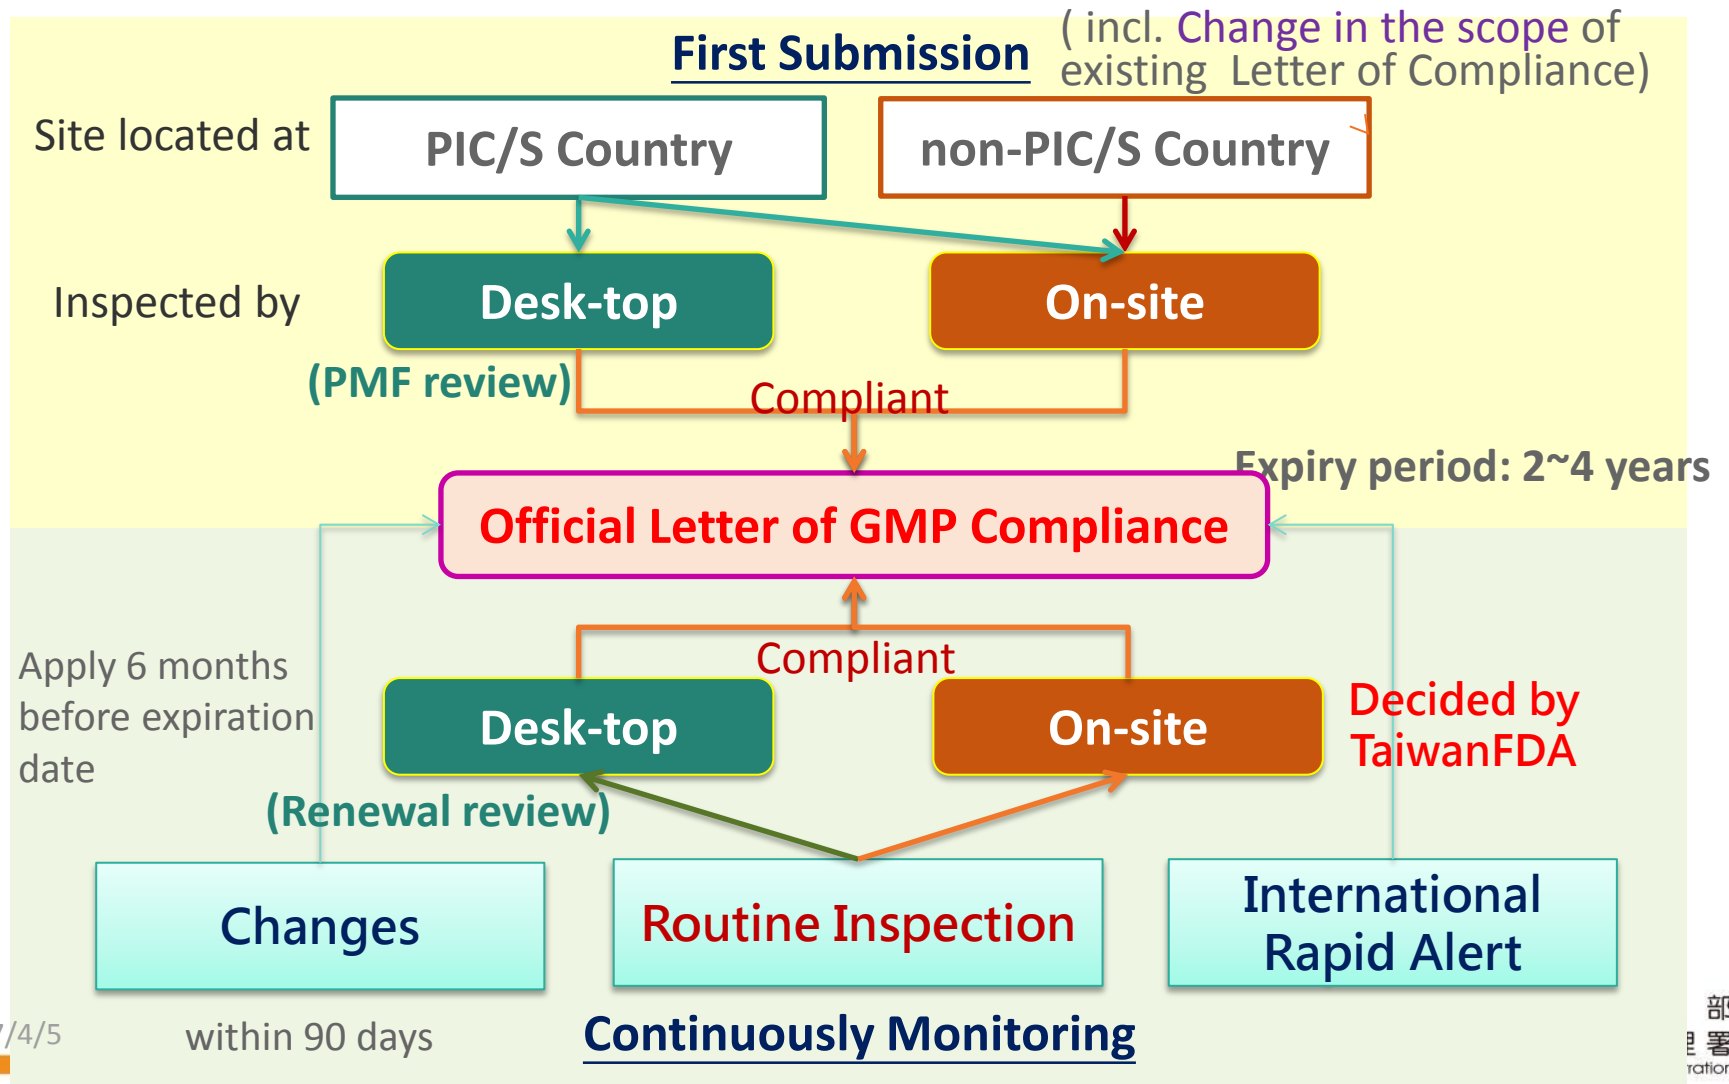 First Submission
( incl. Change in the scope of
existing Letter of Compliance)
Site located at
PIC/S Country
non-PIC/S Country
Inspected by
Desk-top
On-site
(PMF review)
Compliant
Expiry period: 2~4 years
Official Letter of GMP Compliance
Compliant
Apply 6 months
before expiration
date
Desk-top
On-site
Decided by
TaiwanFDA
(Renewal review)
Changes
Routine Inspection
International
Rapid Alert
/4/5
within 90 days
Continuously Monitoring
部
署
ration